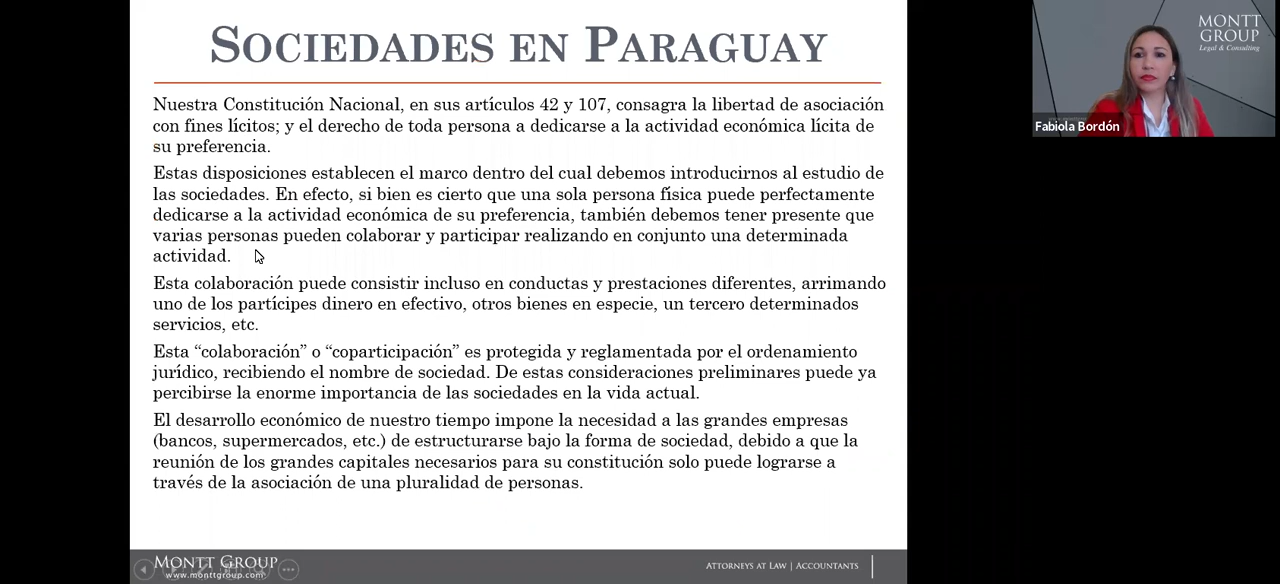 SOCIEDADES EN PARAGUAY
Nuestra Constitución Nacional, en sus artículos 42 y 107, consagra la libertad de asociación
con fines lícitos; y el derecho de toda persona a dedicarse a la actividad económica lícita de
su preferencia.
Estas disposiciones establecen el marco dentro del cual debemos introducirnos al estudio de
las sociedades. En efecto, si bien es cierto que una sola persona física puede perfectamente
dedicarse a la actividad económica de su preferencia, también debemos tener presente que
varias personas pueden colaborar y participar realizando en conjunto una determinada
actividad.
Esta colaboración puede consistir incluso en conductas y prestaciones diferentes, arrimando
uno de los partícipes dinero en efectivo, otros bienes en especie, un tercero determinados
servicios, etc.
Esta “colaboración” o “coparticipación” es protegida y reglamentada por el ordenamiento
jurídico, recibiendo el nombre de sociedad. De estas consideraciones preliminares puede ya
percibirse la enorme importancia de las sociedades en la vida actual.
El desarrollo económico de nuestro tiempo impone la necesidad a las grandes empresas
(bancos, supermercados, etc.) de estructurarse bajo la forma de sociedad, debido a que la
reunión de los grandes capitales necesarios para su constitución solo puede lograrse a
través de la asociación de una pluralidad de personas.
MONTT GROUP
www.monttgroup.com
ATTORNEYS AT LAW | ACCOUNTANTS
MONTT
GROUP
Legal & Consulting
Fabiola Bordón